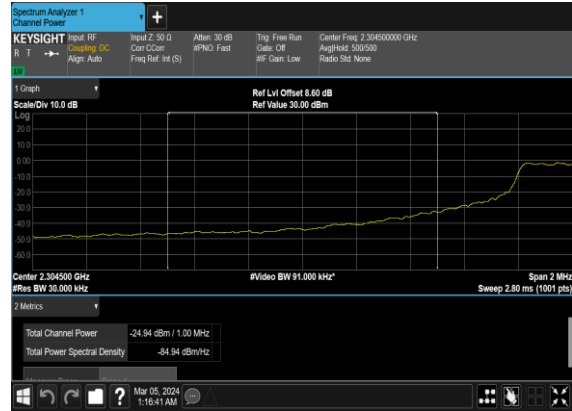 Spectrum Analyzer 1
Channel Power
KEYSIGHT Input: RF Input Z: 50 Ω Atten: 30 dB Trig: Free Run Center Freq: 2.304500000 GHz
R T Coupling: DC Corr CCorr #PNO: Fast Gate: Off Avg|Hold: 500/500
Align: Auto Freq Ref: Int (S) #IF Gain: Low Radio Std: None
1 Graph
Ref Lvl Offset 8.60 dB
Scale/Div 10.0 dB Ref Value 30.00 dBm
Log
20.0
10.0
0.00
-10.0
-20.0
-30.0
-40.0
-50.0
-60.0
Center 2.304500 GHz #Video BW 91.000 kHz* Span 2 MHz
#Res BW 30.000 kHz Sweep 2.80 ms (1001 pts)
2 Metrics
Total Channel Power -24.94 dBm / 1.00 MHz
Total Power Spectral Density -84.94 dBm/Hz
Mar 05, 2024
1:16:41 AM